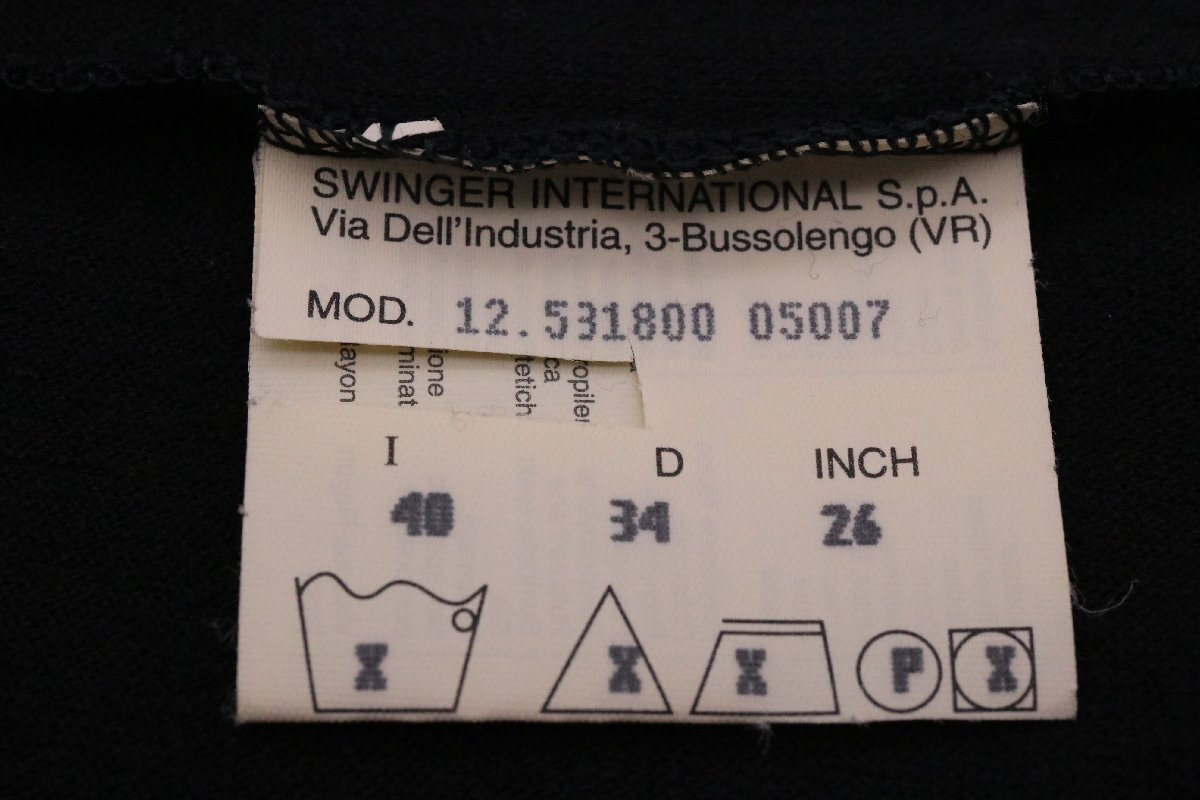 SWINGER INTERNATIONAL S.p.A.
Via Dell'Industria, 3-Bussolengo (VR)
MOD. 12.531800 05007
I D INCH
40 34 26
X X X P X